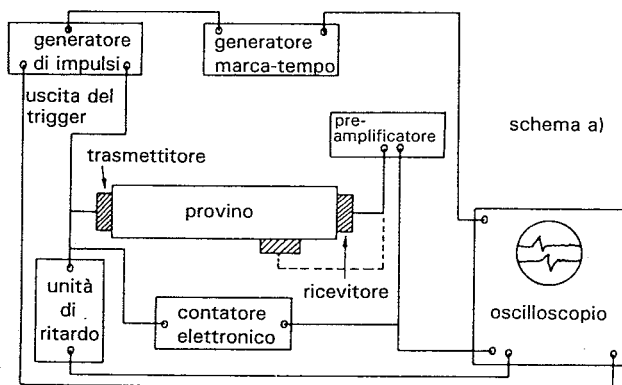 generatore
di impulsi
generatore
marca-tempo
uscita del
trigger
pre-
amplificatore
schema a)
trasmettitore
provino
ricevitore
unità
di
ritardo
contatore
elettronico
oscilloscopio